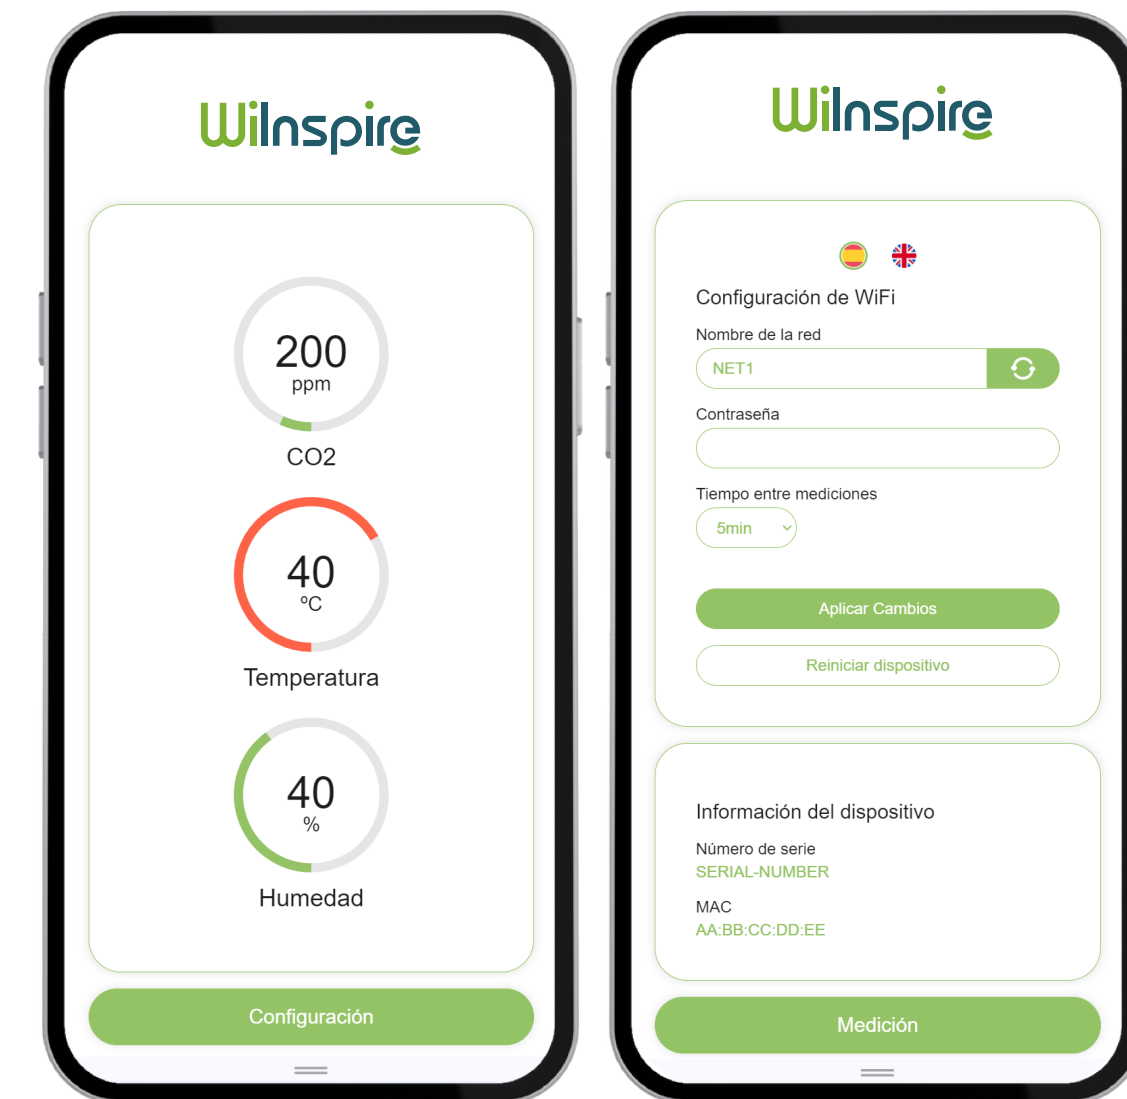 WiInspire
200
ppm
CO2
40
ºC
Temperatura
40
%
Humedad
Configuración
WiInspire
Configuración de WiFi
Nombre de la red
NET1
Contraseña
Tiempo entre mediciones
5min
Aplicar Cambios
Reiniciar dispositivo
Información del dispositivo
Número de serie
SERIAL-NUMBER
MAC
AA:BB:CC:DD:EE
Medición